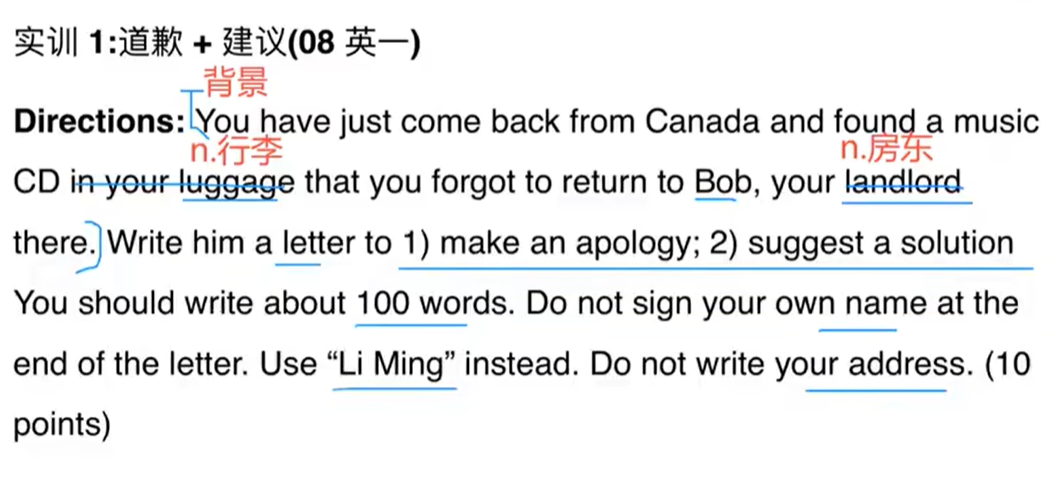 实训 1:道歉 + 建议(08 英一)
背景
Directions: You have just come back from Canada and found a music
n.行李
n.房东
CD in your luggage that you forgot to return to Bob, your landlord
there. Write him a letter to 1) make an apology; 2) suggest a solution
You should write about 100 words. Do not sign your own name at the
end of the letter. Use “Li Ming” instead. Do not write your address. (10
points)